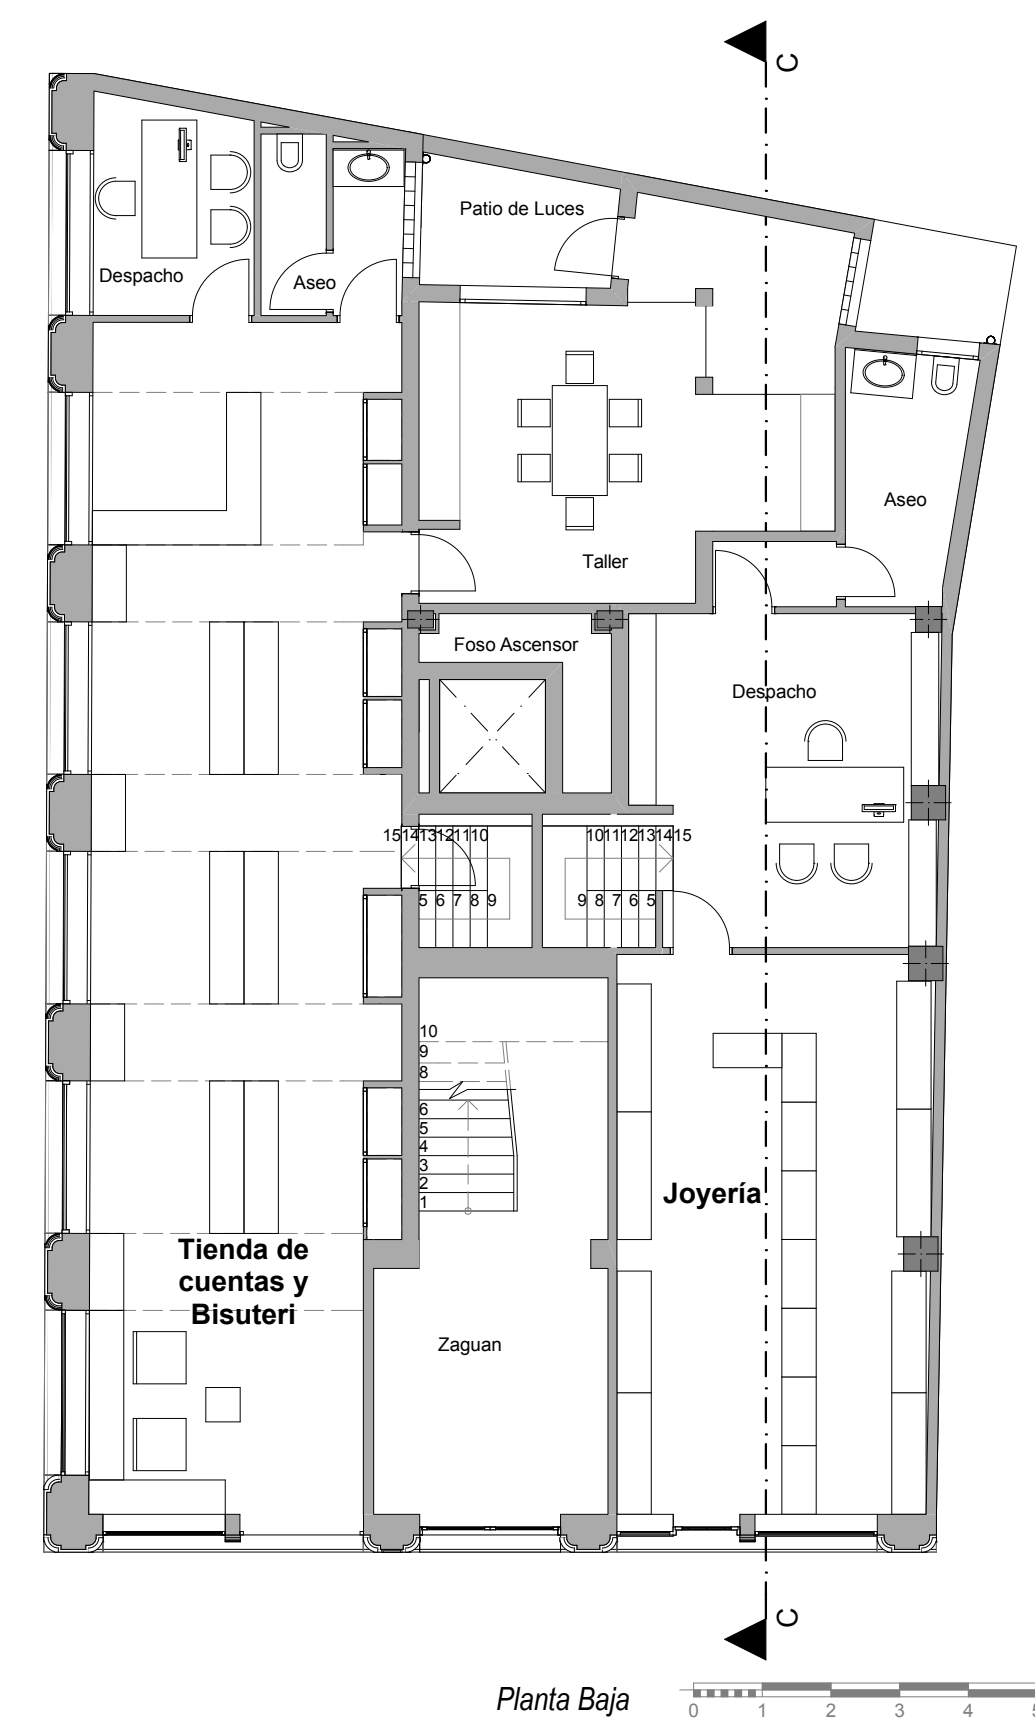 C
Patio de Luces
Despacho
Aseo
Aseo
Taller
Foso Ascensor
Despacho
15 14 13 12 11 10
10 11 12 13 14 15
5 6 7 8 9
9 8 7 6 5
10
9
8
6
5
4
3
2
1
Joyería
Tienda de
cuentas y
Bisuteri
Zaguan
C
Planta Baja
0 1 2 3 4 5